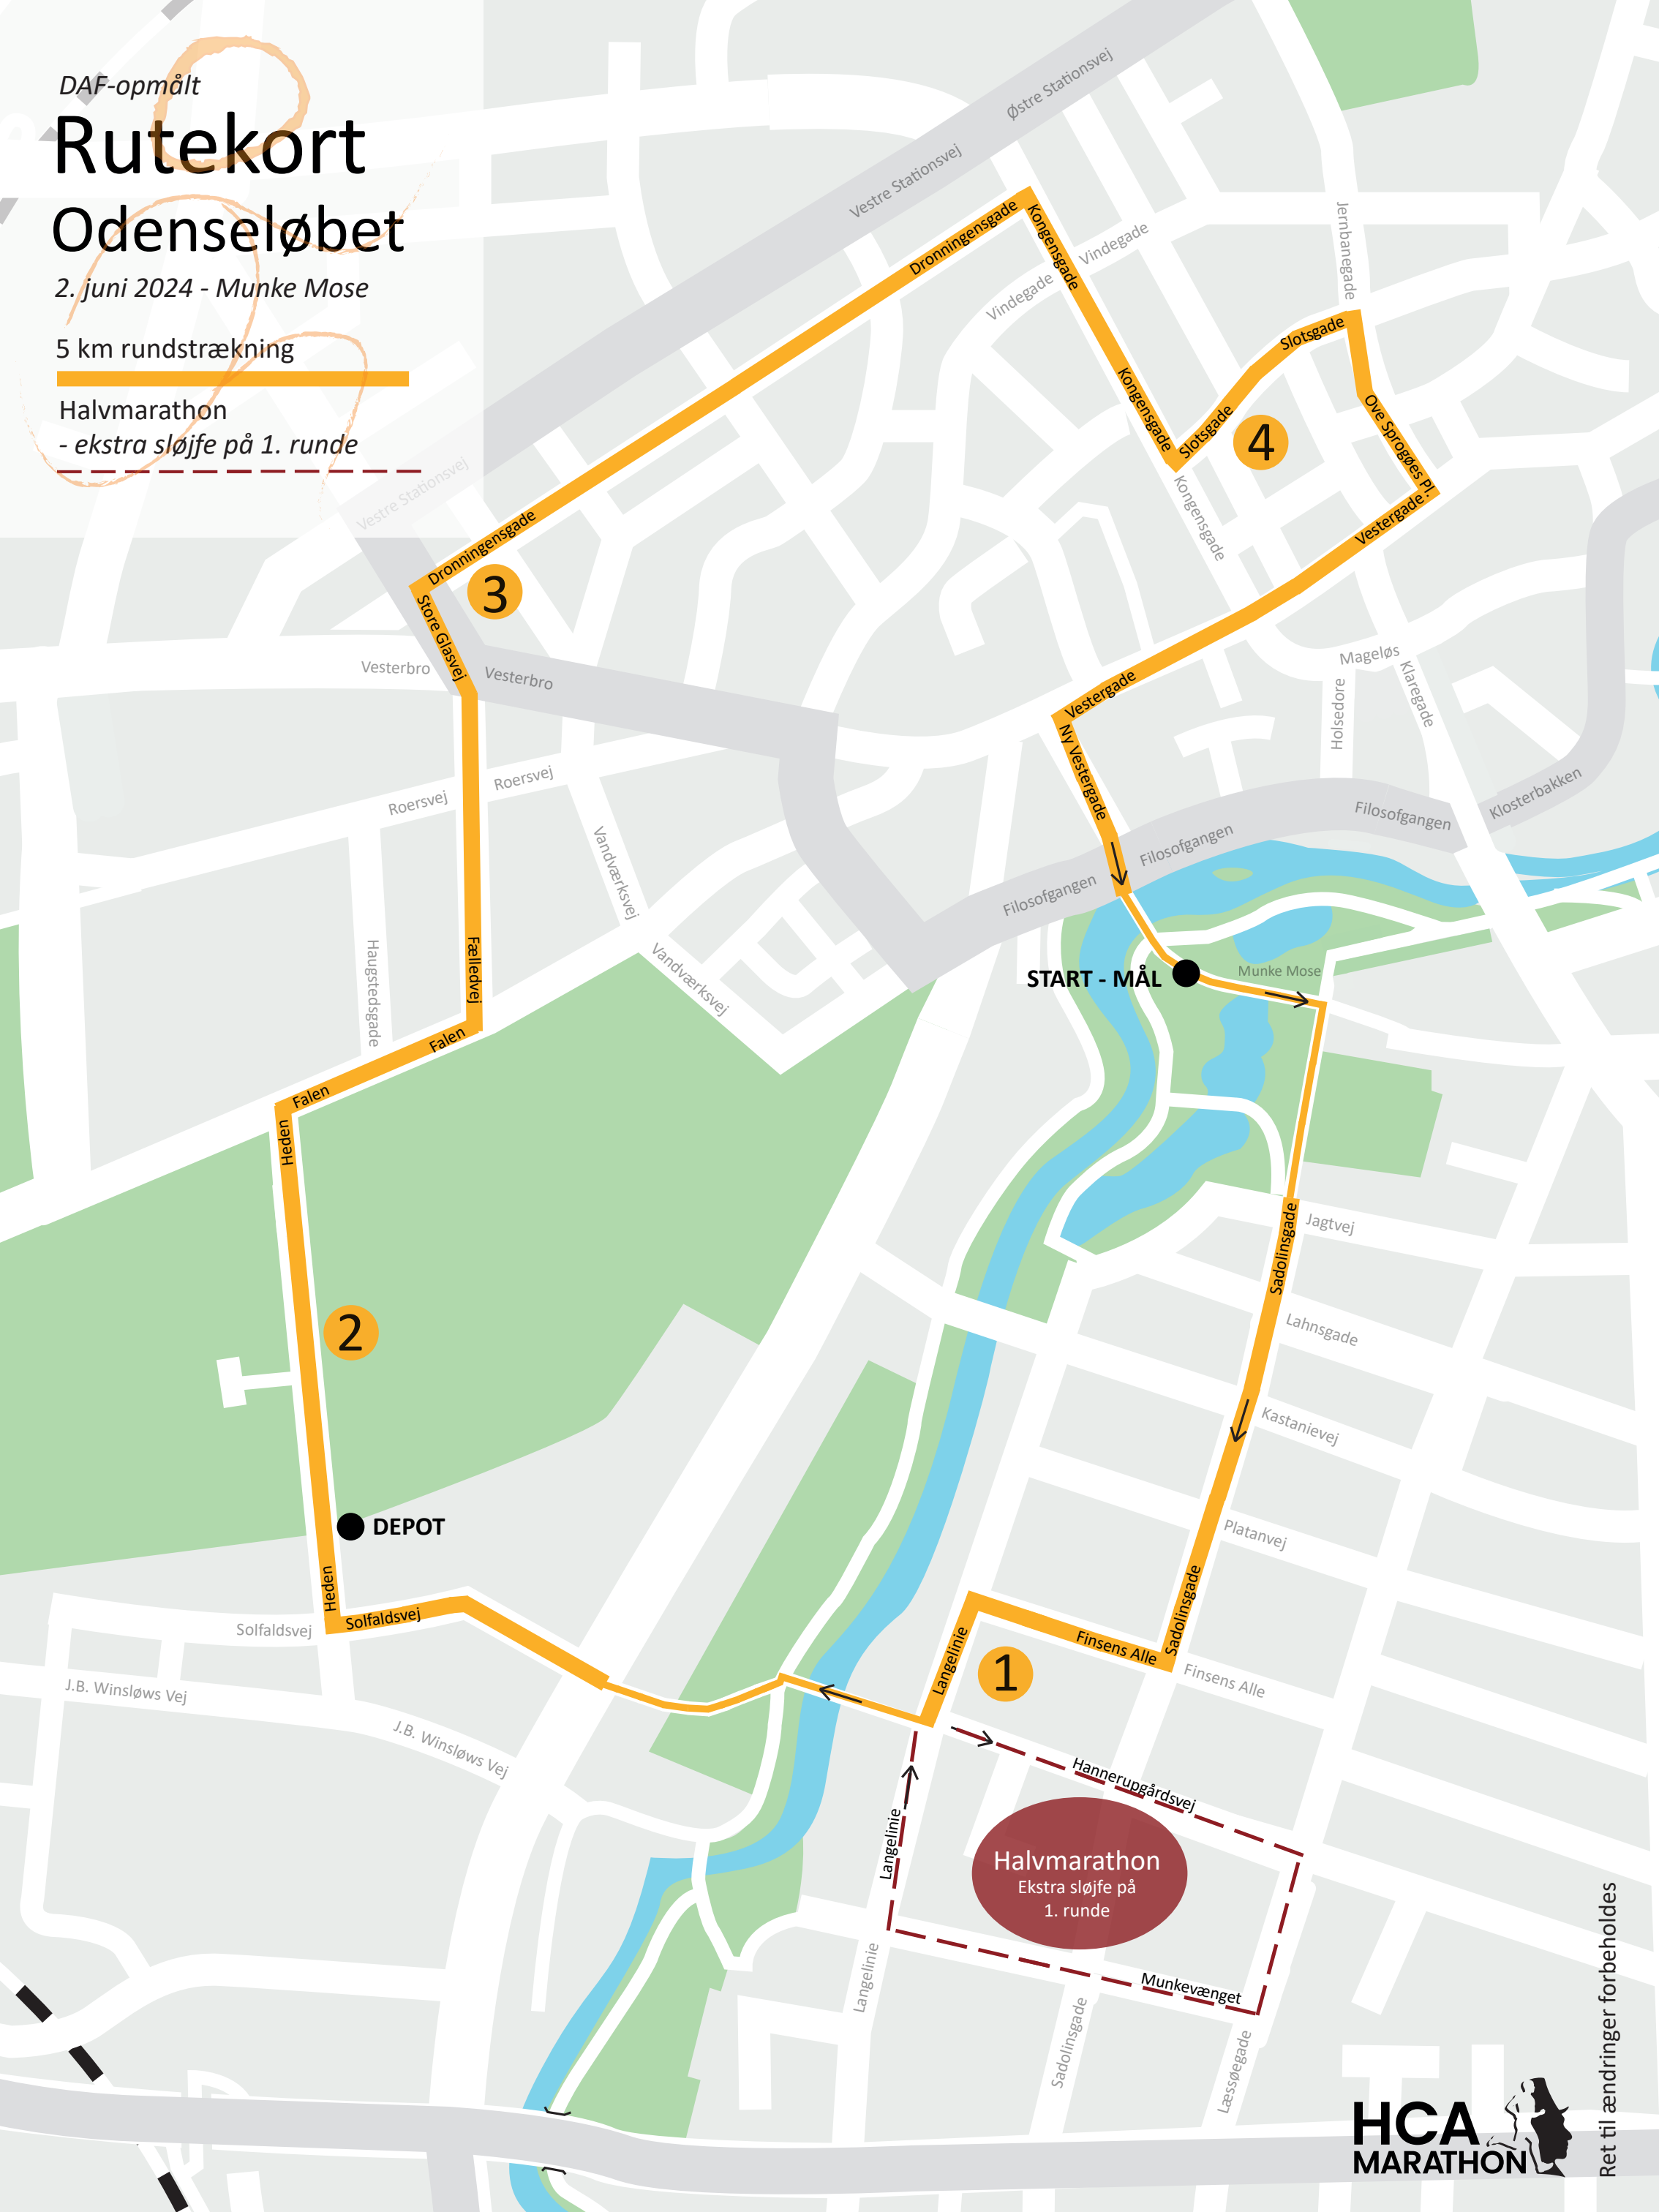 DAF-opmålt
Rutekort
Odenseløbet
2. juni 2024 - Munke Mose
5 km rundstrækning
Halvmarathon
- ekstra sløjfe på 1. runde
Østre Stationsvej
Vestre Stationsvej
Vestre Stationsvej
Dronningensgade
Kongensgade
Vindegade
Vindegade
Jernbanegade
Slotsgade
Kongensgade
Slotsgade
4
Ove Sprogøes Pl.
Kongensgade
Vestergade
Dronningensgade
3
Store Glasvej
Vesterbro
Vesterbro
Vestergade
Mageløs
Holsedore
Klaregade
Ny Vestergade
Roersvej
Roersvej
Vandværksvej
Vandværksvej
Filosofgangen
Filosofgangen
Filosofgangen
Klosterbakken
Haugstedsgade
Fælledvej
START - MÅL
Munke Mose
Falen
Falen
Heden
2
Sadolinsgade
Jagtvej
Lahnsgade
Kastanievej
Platanvej
DEPOT
Heden
Solfaldsvej
Solfaldsvej
Sadolinsgade
Finsens Alle
Finsens Alle
Langelinie
1
J.B. Winsløws Vej
J.B. Winsløws Vej
Hannerupgårdsvej
Langelinie
Halvmarathon
Ekstra sløjfe på
1. runde
Langelinie
Munkevænget
Sadolinsgade
Læssøegade
HCA
MARATHON
Ret til ændringer forbeholdes